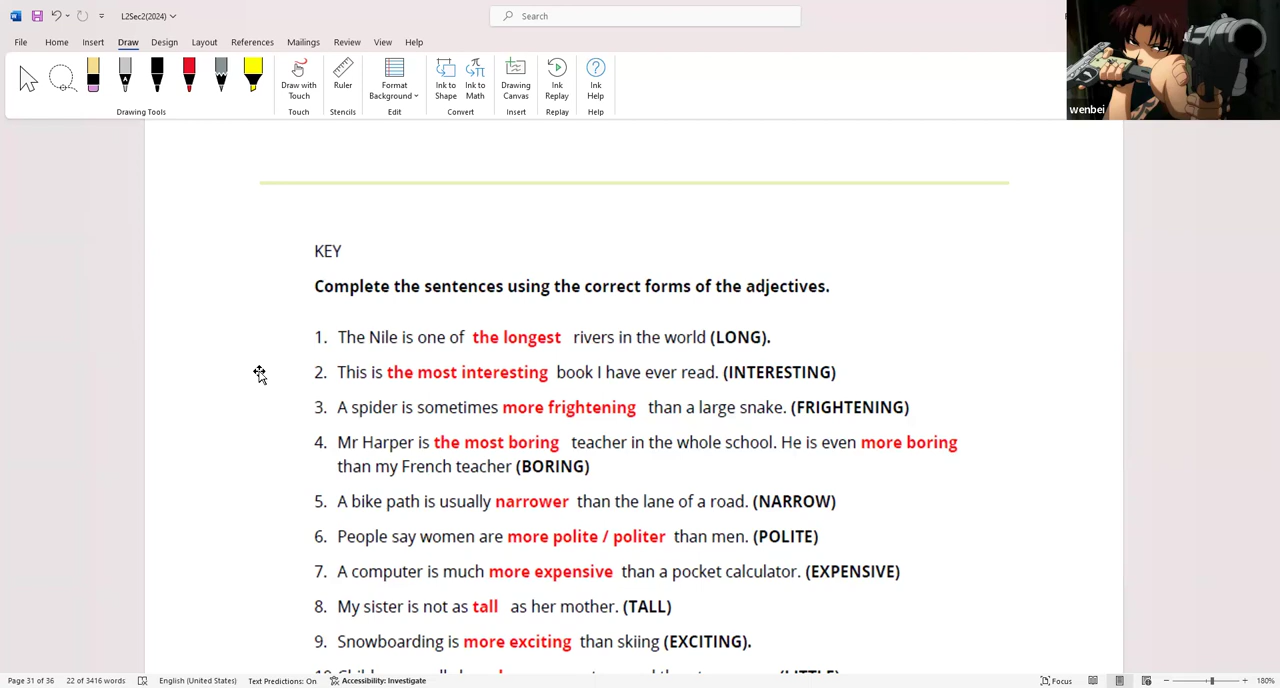 L2Sec2(2024)
Search
File Home Insert Draw Design Layout References Mailings Review View Help
Draw with Touch
Ruler
Format Background
Ink to Shape
Ink to Math
Drawing Canvas
Ink Replay
Ink Help
Drawing Tools Touch Stencils Edit Convert Insert Replay Help
wenbei
KEY
Complete the sentences using the correct forms of the adjectives.
1. The Nile is one of the longest rivers in the world (LONG).
2. This is the most interesting book I have ever read. (INTERESTING)
3. A spider is sometimes more frightening than a large snake. (FRIGHTENING)
4. Mr Harper is the most boring teacher in the whole school. He is even more boring
than my French teacher (BORING)
5. A bike path is usually narrower than the lane of a road. (NARROW)
6. People say women are more polite / politer than men. (POLITE)
7. A computer is much more expensive than a pocket calculator. (EXPENSIVE)
8. My sister is not as tall as her mother. (TALL)
9. Snowboarding is more exciting than skiing (EXCITING).
Page 31 of 36 22 of 3416 words English (United States) Text Predictions: On Accessibility: Investigate Focus 180%